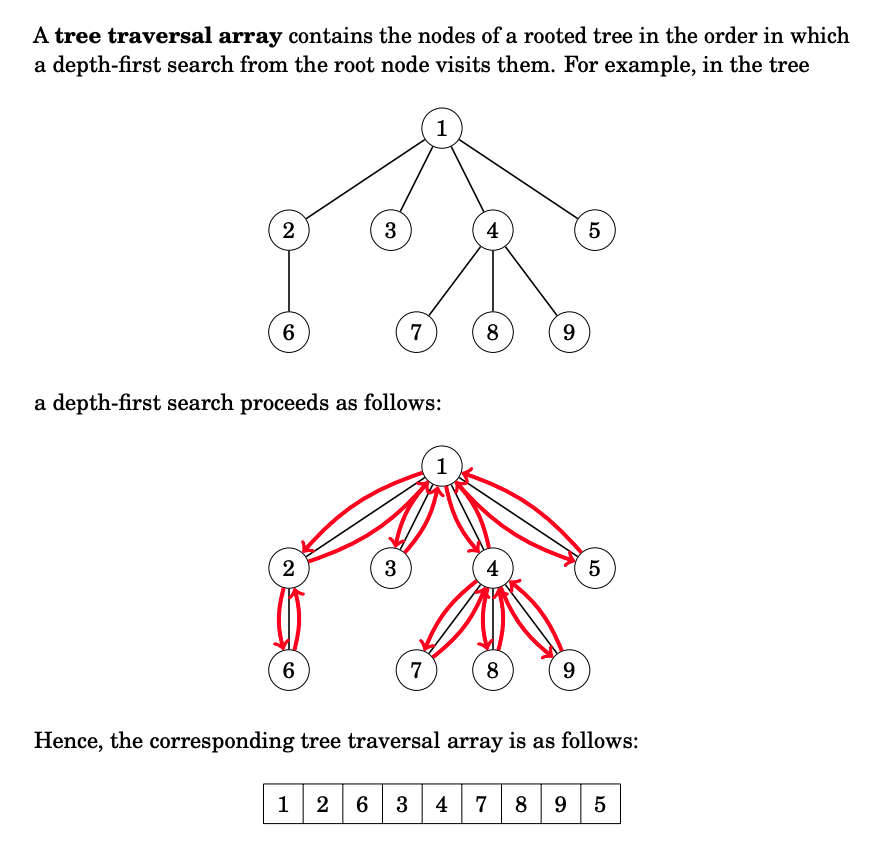 A tree traversal array contains the nodes of a rooted tree in the order in which
a depth-first search from the root node visits them. For example, in the tree
1
2 3 4 5
6 7 8 9
a depth-first search proceeds as follows:
1
2 3 4 5
6 7 8 9
Hence, the corresponding tree traversal array is as follows:
1 2 6 3 4 7 8 9 5